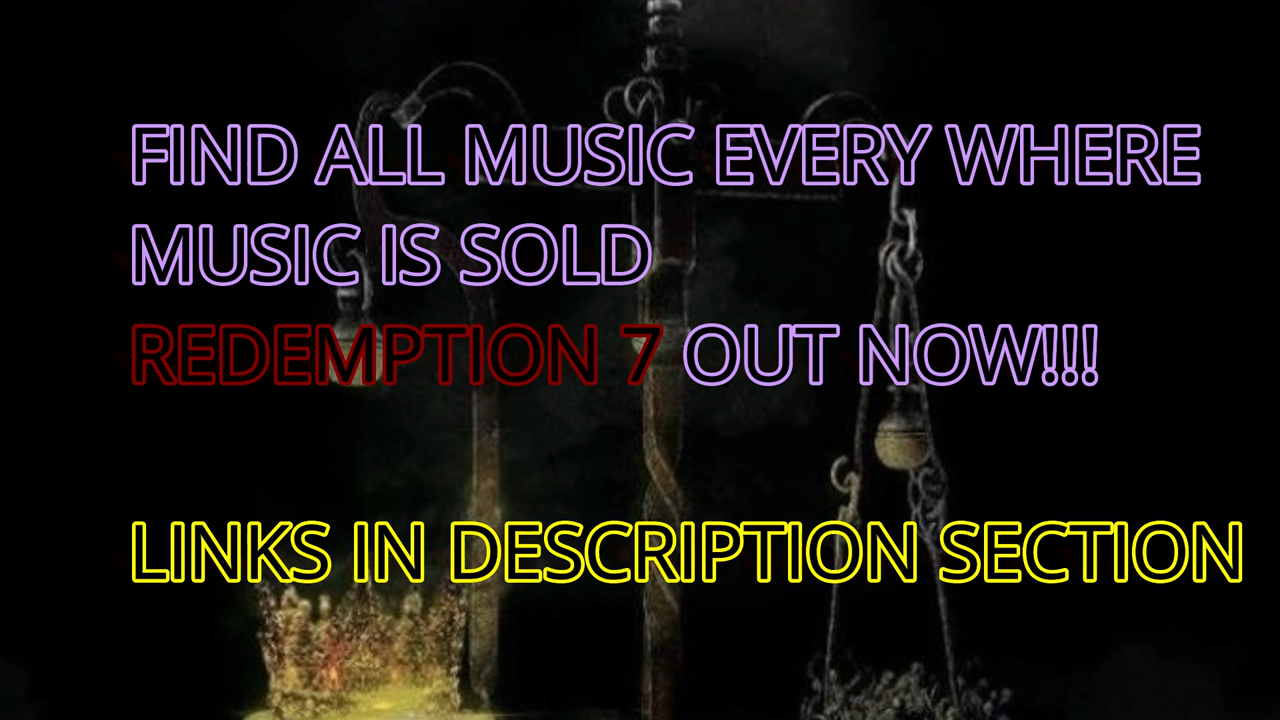 FIND ALL MUSIC EVERY WHERE
MUSIC IS SOLD
REDEMPTION 7 OUT NOW!!!
LINKS IN DESCRIPTION SECTION